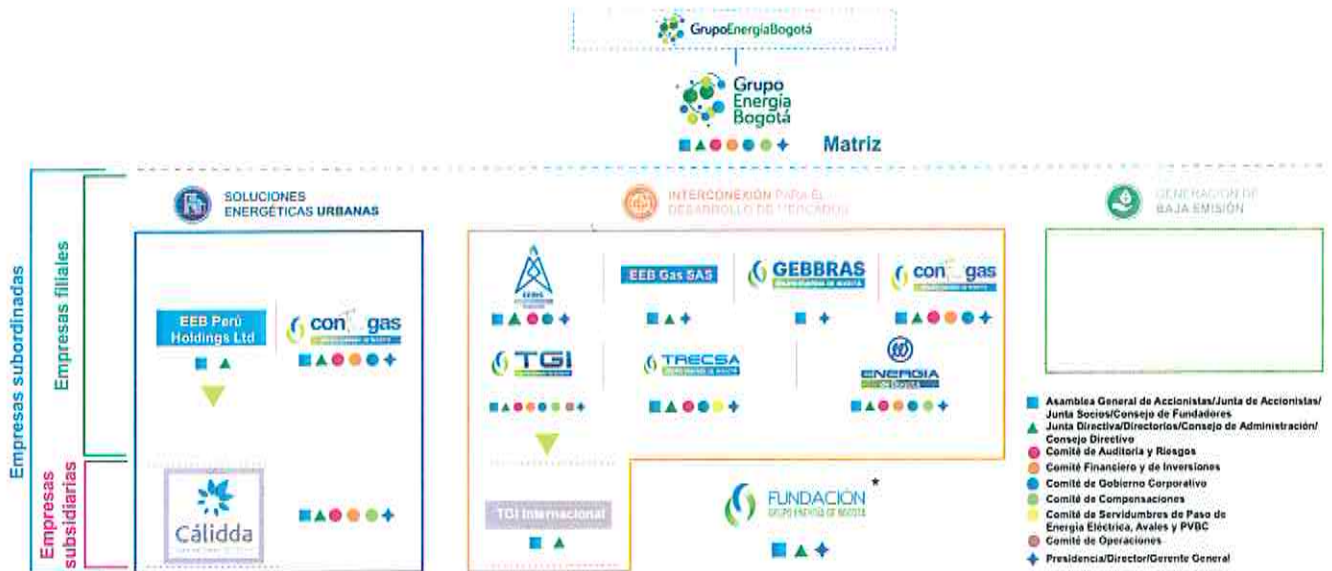 GrupoEnergíaBogotá
Grupo
Energía
Bogotá
Matriz
Empresas subordinadas
Empresas filiales
Empresas
subsidiarias
SOLUCIONES
ENERGÉTICAS URBANAS
INTERCONEXIÓN PARA EL
DESARROLLO DE MERCADOS
GENERACIÓN DE
BAJA EMISIÓN
EEB Perú
Holdings Ltd
gas
EEB Gas SAS
GEBBRAS
gas
TGI
TRECSA
ENERGIA
Cálidda
TGI Internacional
FUNDACIÓN *
GRUPO ENERGÍA DE BOGOTÁ
Asamblea General de Accionistas/Junta de Accionistas/
Junta Socios/Consejo de Fundadores
Junta Directiva/Directorios/Consejo de Administración/
Consejo Directivo
Comité de Auditoría y Riesgos
Comité Financiero y de Inversiones
Comité de Gobierno Corporativo
Comité de Compensaciones
Comité de Servidumbres de Paso de
Energía Eléctrica, Avales y PVBC
Comité de Operaciones
Presidencia/Director/Gerente General